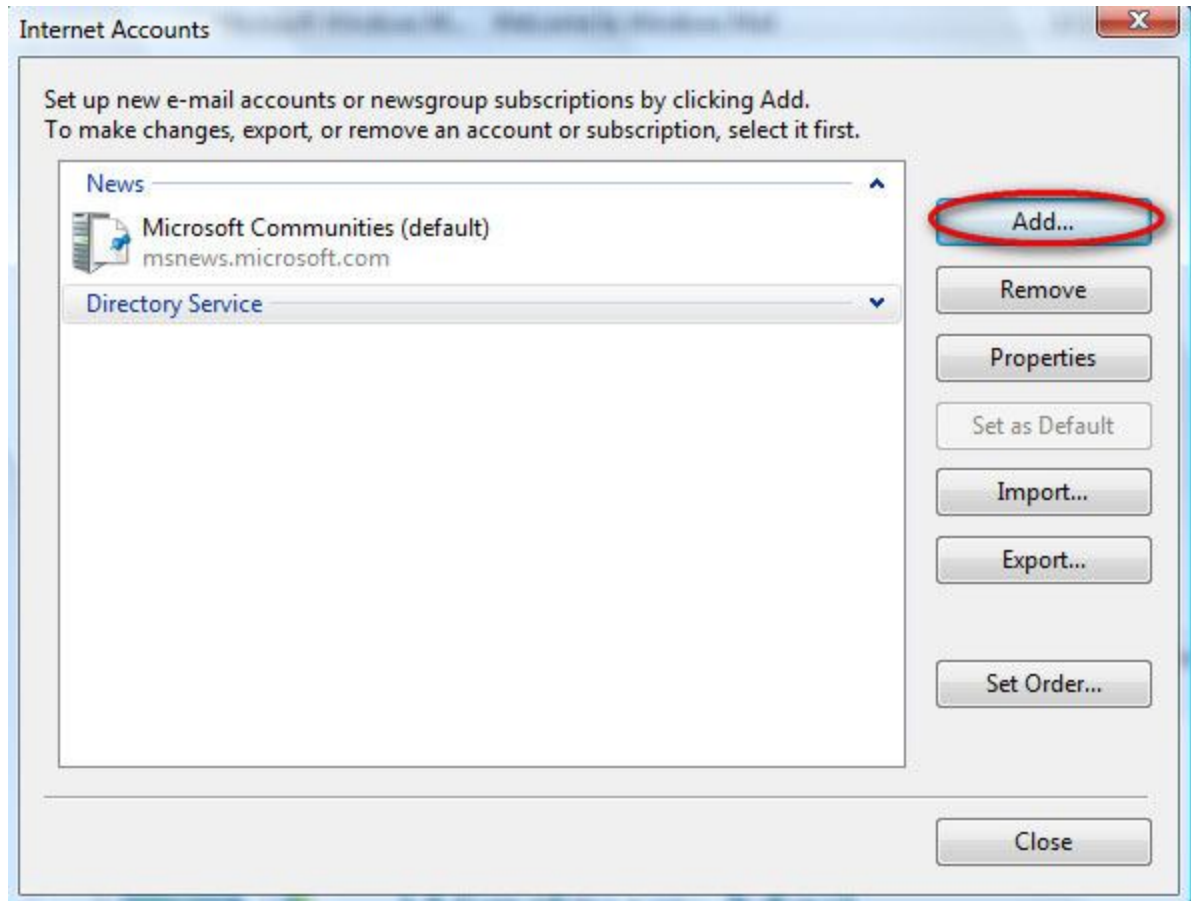 Internet Accounts
Set up new e-mail accounts or newsgroup subscriptions by clicking Add.
To make changes, export, or remove an account or subscription, select it first.
News
Microsoft Communities (default)
msnews.microsoft.com
Directory Service
Add...
Remove
Properties
Set as Default
Import...
Export...
Set Order...
Close